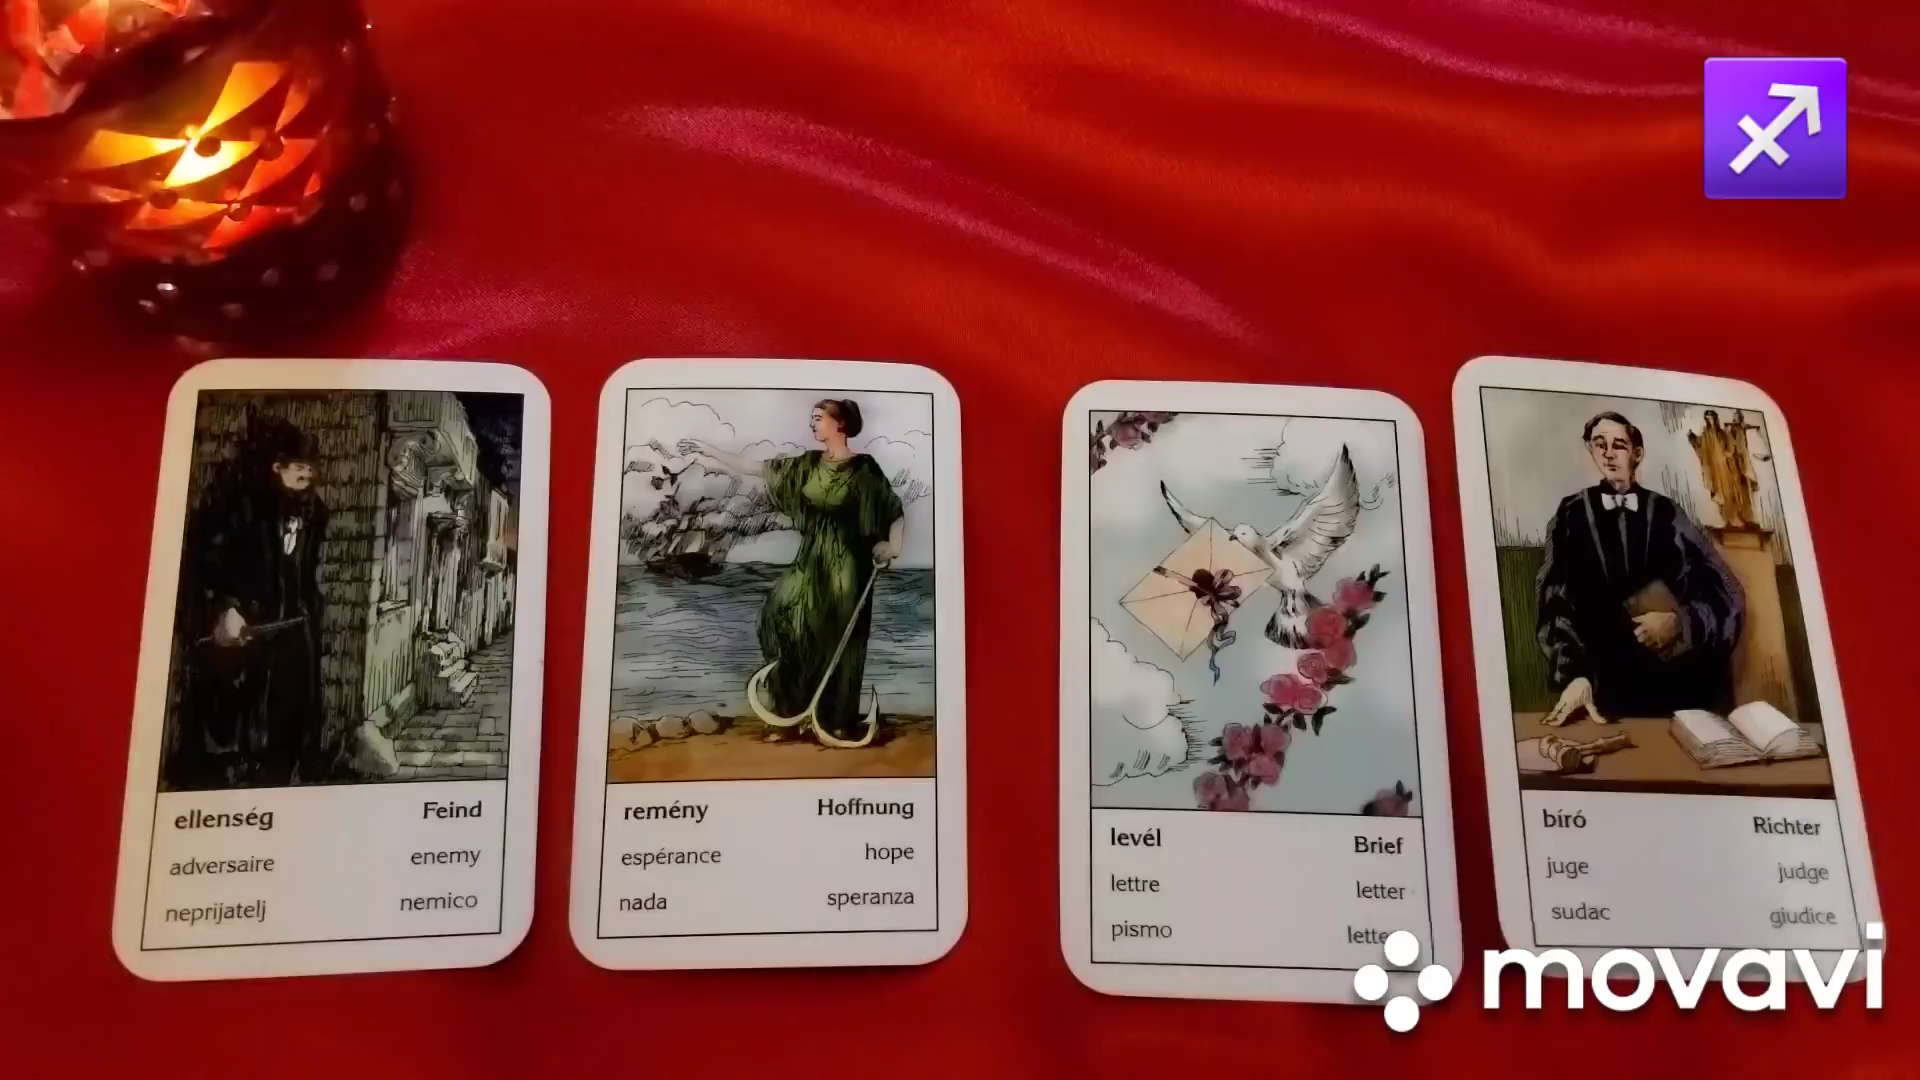 ellenség Feind
adversaire enemy
neprijatelj nemico
remény Hoffnung
espérance hope
nada speranza
levél Brief
lettre letter
pismo
bíró Richter
juge judge
sudac giudice
movavi